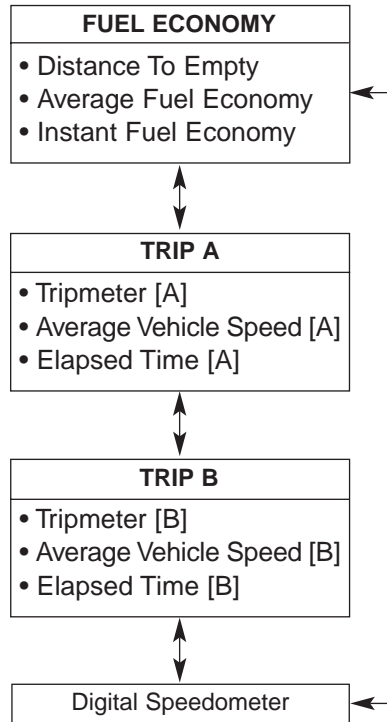 FUEL ECONOMY
• Distance To Empty
• Average Fuel Economy
• Instant Fuel Economy
TRIP A
• Tripmeter [A]
• Average Vehicle Speed [A]
• Elapsed Time [A]
TRIP B
• Tripmeter [B]
• Average Vehicle Speed [B]
• Elapsed Time [B]
Digital Speedometer